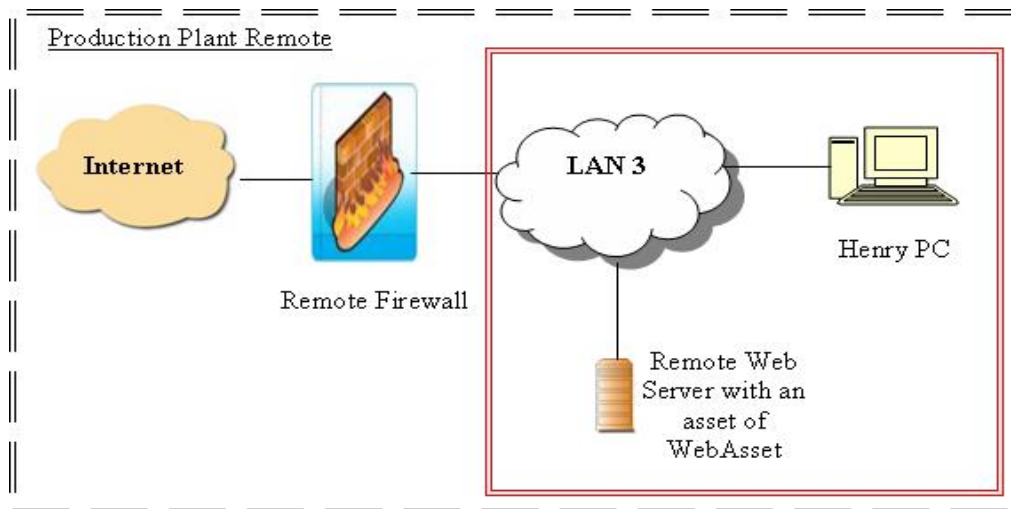 Production Plant Remote
Internet
LAN 3
Remote Firewall
Henry PC
Remote Web
Server with an
asset of
WebAsset